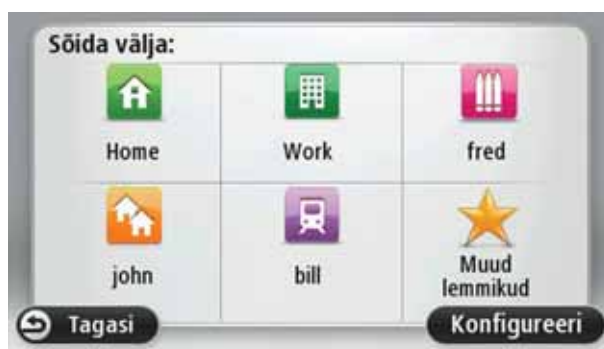 Sõida välja:
Home
Work
fred
john
bill
Muud
lemmikud
Tagasi
Konfigureeri